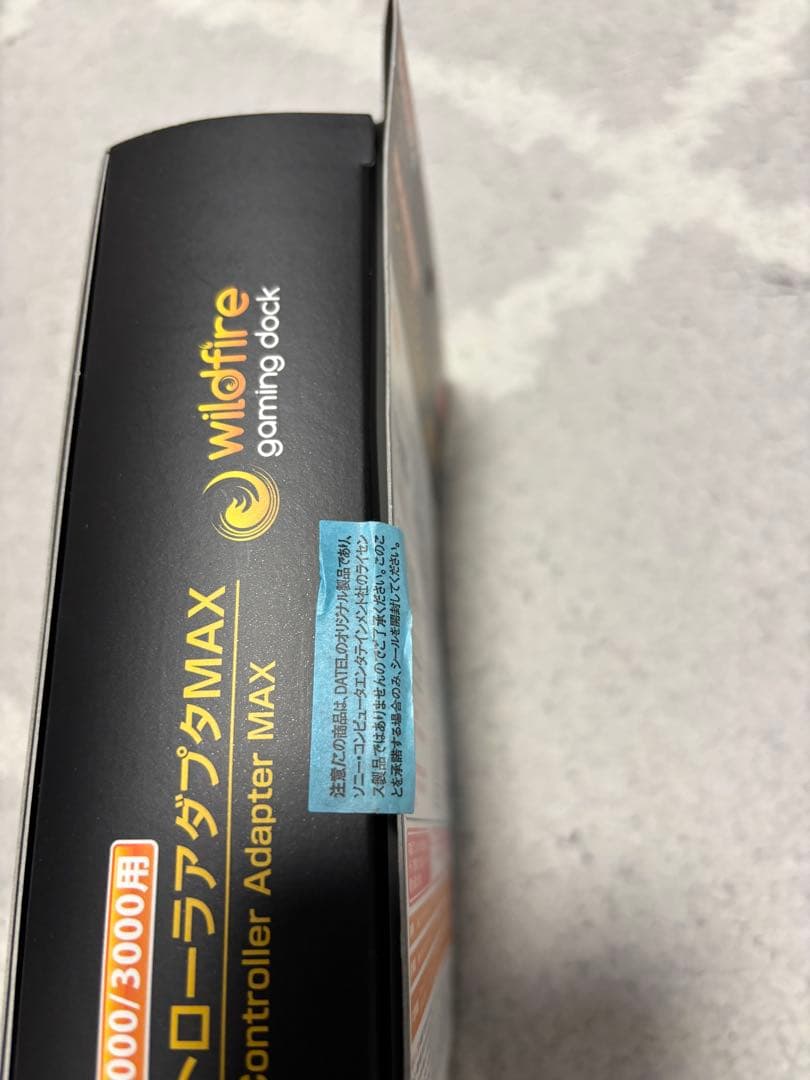 000/3000用
トローラアダプタMAX
Controller Adapter MAX
wildfire
gaming dock
注意!!この商品は、DATELのオリジナル製品であり、
ソニー・コンピュータエンタテインメント社のライセン
ス製品ではありませんのでご了承ください。このこ
とを承諾する場合のみ、シールを開封してください。